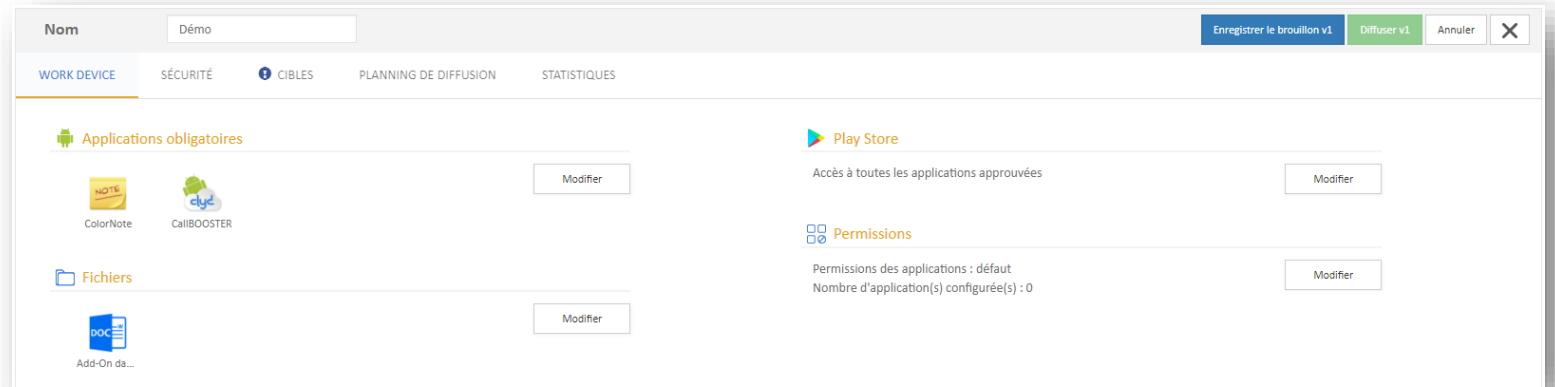 Nom
Démo
Enregistrer le brouillon v1
Diffuser v1
Annuler
WORK DEVICE
SÉCURITÉ
CIBLES
PLANNING DE DIFFUSION
STATISTIQUES
Applications obligatoires
Modifier
NOTE
ColorNote
clyd
CallBOOSTER
Fichiers
Modifier
DOC
W
Add-On da...
Play Store
Accès à toutes les applications approuvées
Modifier
Permissions
Permissions des applications : défaut
Nombre d'application(s) configurée(s) : 0
Modifier